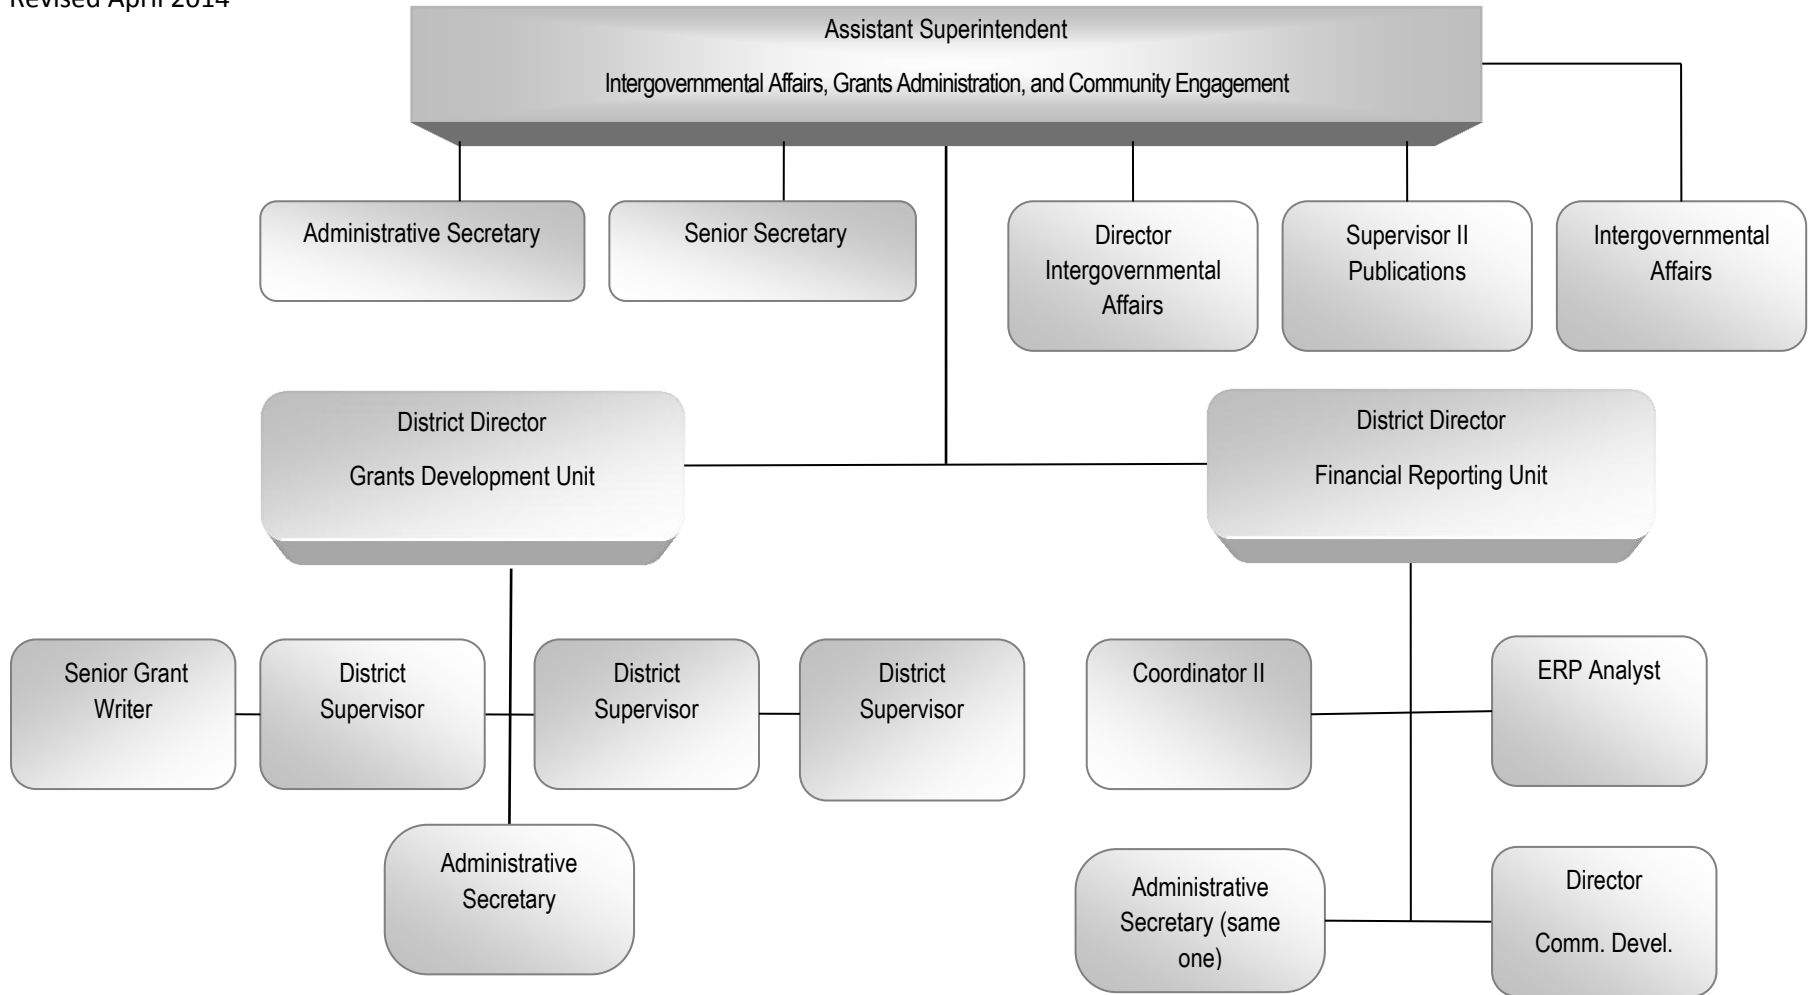 Revised April 2014
Assistant Superintendent
Intergovernmental Affairs, Grants Administration, and Community Engagement
Administrative Secretary
Senior Secretary
Director
Intergovernmental
Affairs
Supervisor II
Publications
Intergovernmental
Affairs
District Director
Grants Development Unit
District Director
Financial Reporting Unit
Senior Grant
Writer
District
Supervisor
District
Supervisor
District
Supervisor
Coordinator II
ERP Analyst
Administrative
Secretary
Administrative
Secretary (same
one)
Director
Comm. Devel.